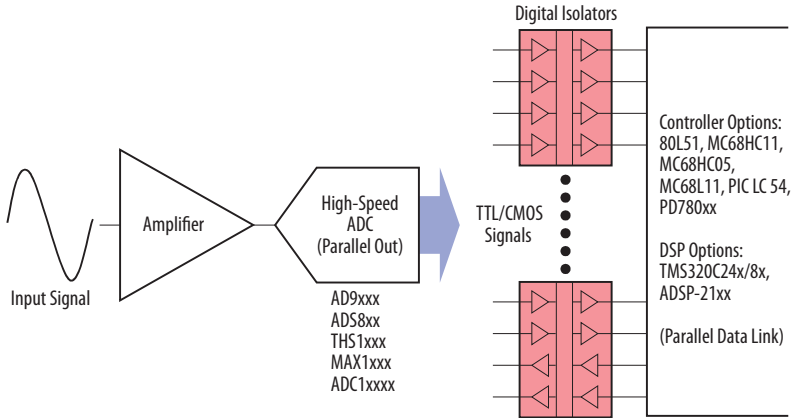 Digital Isolators
Input Signal
Amplifier
High-Speed
ADC
(Parallel Out)
AD9xxx
ADS8xx
THS1xxx
MAX1xxx
ADC1xxxx
TTL/CMOS
Signals
Controller Options:
80L51, MC68HC11,
MC68HC05,
MC68L11, PIC LC 54,
PD780xx
DSP Options:
TMS320C24x/8x,
ADSP-21xx
(Parallel Data Link)